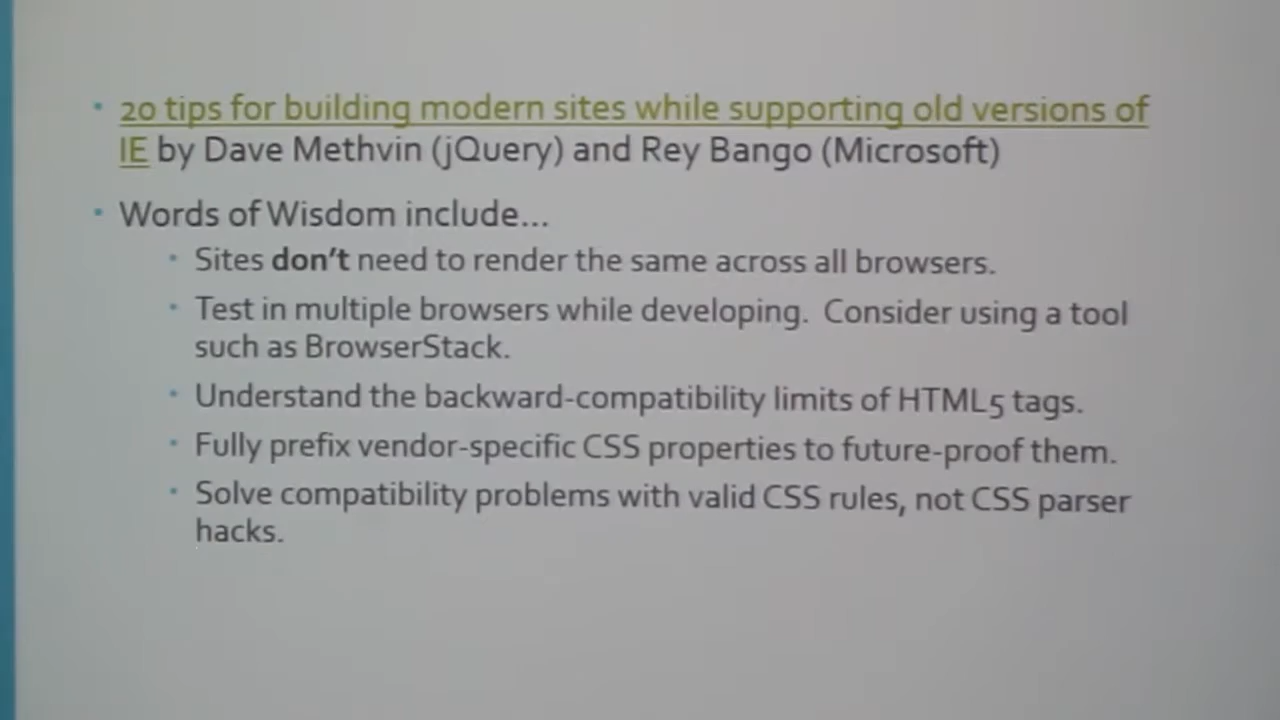 20 tips for building modern sites while supporting old versions of
IE by Dave Methvin (jQuery) and Rey Bango (Microsoft)
Words of Wisdom include...
Sites don't need to render the same across all browsers.
Test in multiple browsers while developing.  Consider using a tool
such as BrowserStack.
Understand the backward-compatibility limits of HTML5 tags.
Fully prefix vendor-specific CSS properties to future-proof them.
Solve compatibility problems with valid CSS rules, not CSS parser
hacks.